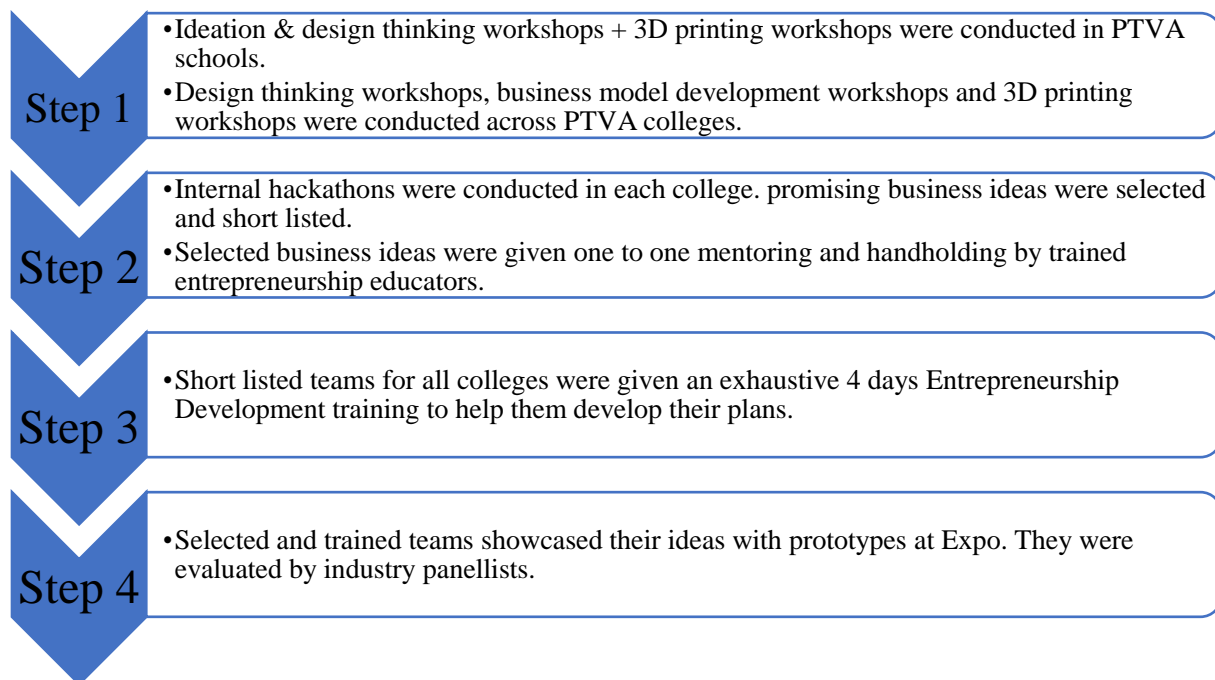 Step 1
•Ideation & design thinking workshops + 3D printing workshops were conducted in PTVA
schools.
•Design thinking workshops, business model development workshops and 3D printing
workshops were conducted across PTVA colleges.
Step 2
•Internal hackathons were conducted in each college. promising business ideas were selected
and short listed.
•Selected business ideas were given one to one mentoring and handholding by trained
entrepreneurship educators.
Step 3
•Short listed teams for all colleges were given an exhaustive 4 days Entrepreneurship
Development training to help them develop their plans.
Step 4
•Selected and trained teams showcased their ideas with prototypes at Expo. They were
evaluated by industry panellists.